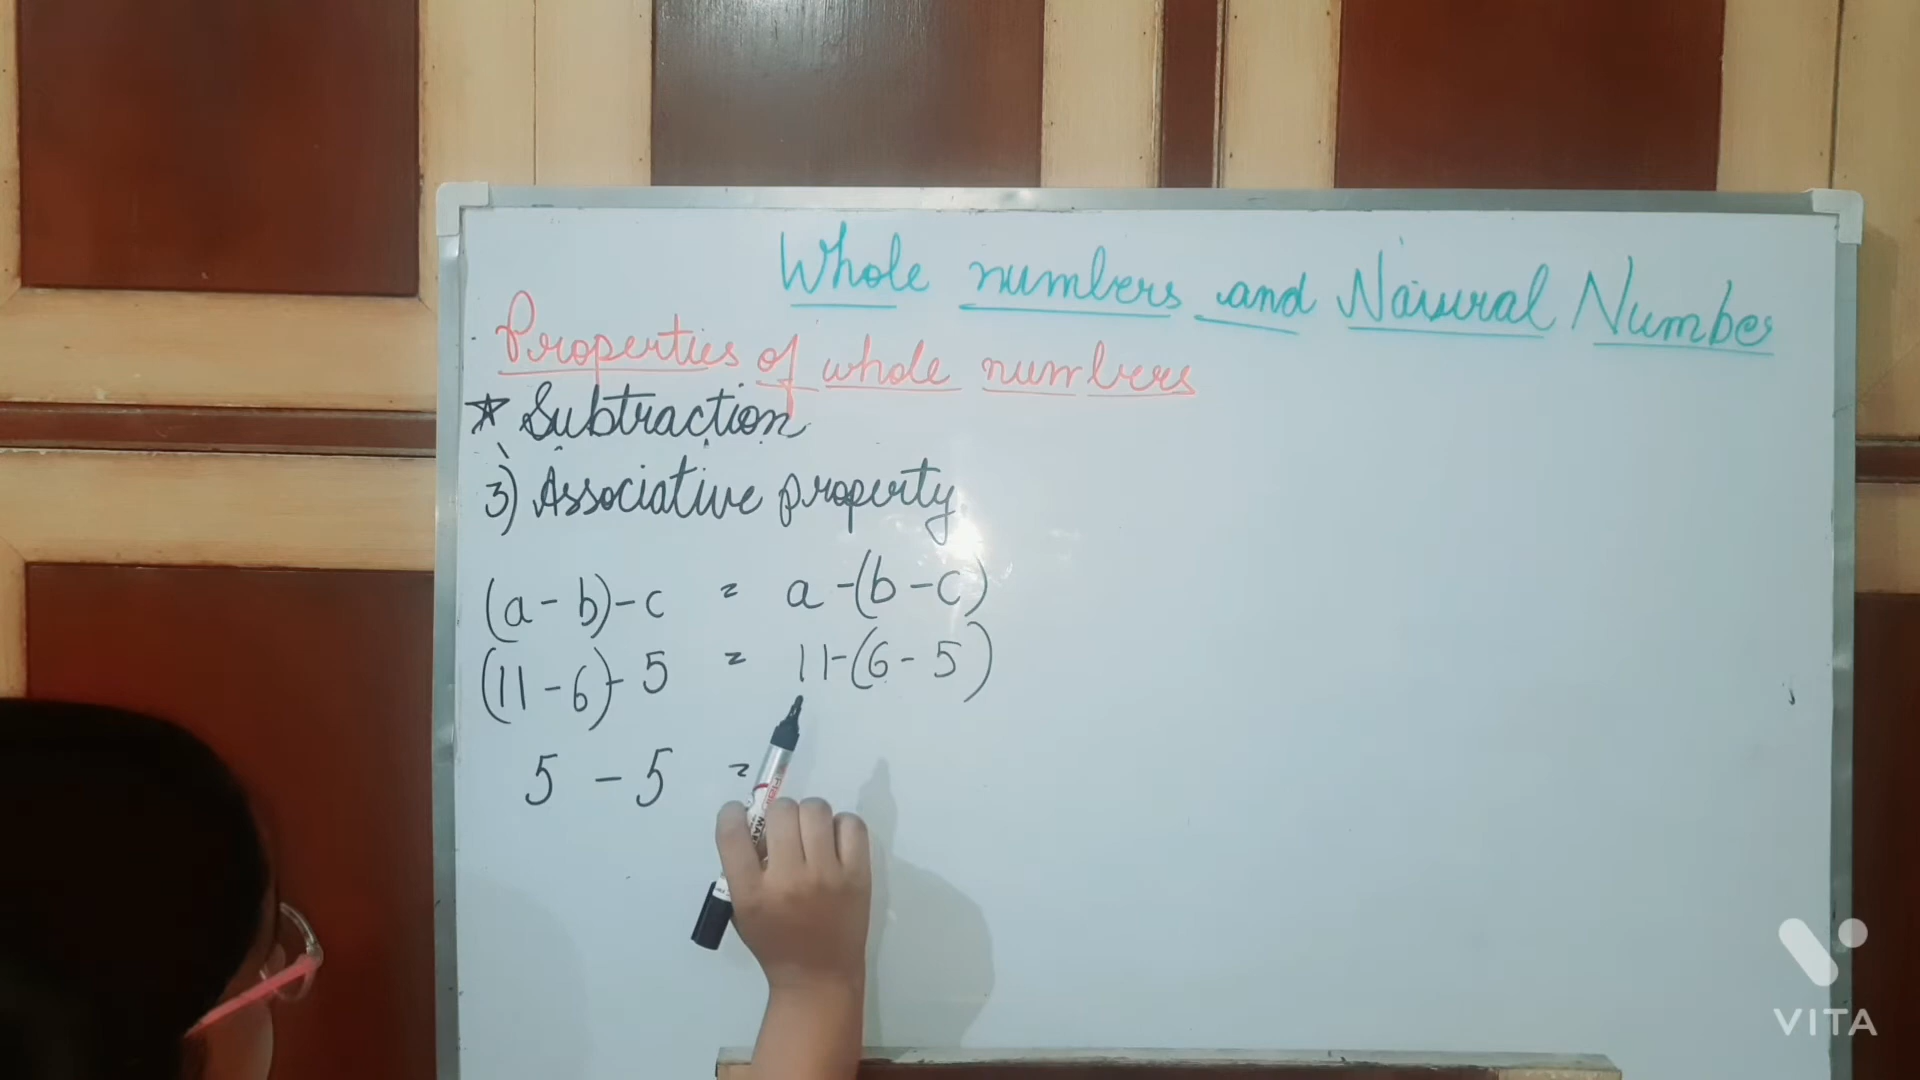 Whole numbers and Natural Number
Properties of whole numbers
☆ Subtraction
3) Associative property
(a - b) - c = a - (b - c)
(11 - 6) - 5 = 11 - (6 - 5)
5 - 5 =
VITA